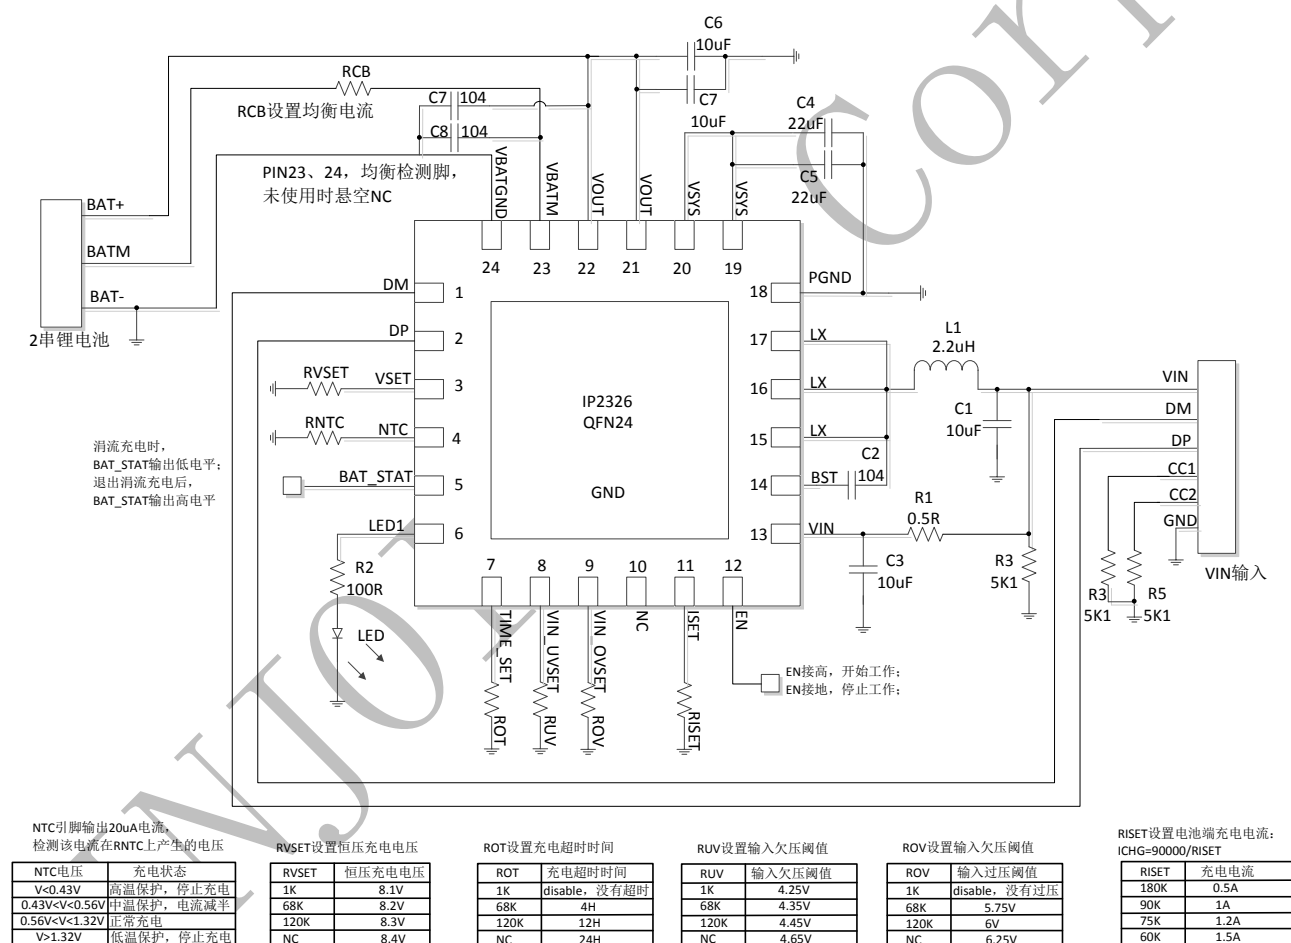 C6
10uF
RCB
C7 104
C7
10uF
C4
22uF
RCB设置均衡电流
C8 104
PIN23、24，均衡检测脚，
未使用时悬空NC
VBATGND
VBATM
VOUT
VOUT
VSYS
VSYS
C5
22uF
BAT+
BATM
BAT-
2串锂电池
24 23 22 21 20 19
DM 1
DP 2
RVSET VSET 3
RNTC NTC 4
BAT_STAT 5
LED1 6
18 PGND
17 LX
16 LX
15 LX
14 BST
13 VIN
IP2326
QFN24
GND
L1
2.2uH
C1
10uF
C2
104
R1
0.5R
C3
10uF
R3
5K1
VIN
DM
DP
CC1
CC2
GND
VIN输入
R3
5K1
R5
5K1
涓流充电时，
BAT_STAT输出低电平；
退出涓流充电后，
BAT_STAT输出高电平
R2
100R
LED
7 8 9 10 11 12
TIME_SET
VIN_UVSET
VIN_OVSET
NC
ISET
EN
ROT
RUV
ROV
RISET
EN接高，开始工作；
EN接地，停止工作；
INJOI
Corp
NTC引脚输出20uA电流，
检测该电流在RNTC上产生的电压
NTC电压 充电状态
V<0.43V 高温保护，停止充电
0.43V<V<0.56V 中温保护，电流减半
0.56V<V<1.32V 正常充电
V>1.32V 低温保护，停止充电
RVSET设置恒压充电电压
RVSET 恒压充电电压
1K 8.1V
68K 8.2V
120K 8.3V
NC 8.4V
ROT设置充电超时时间
ROT 充电超时时间
1K disable，没有超时
68K 4H
120K 12H
NC 24H
RUV设置输入欠压阈值
RUV 输入欠压阈值
1K 4.25V
68K 4.35V
120K 4.45V
NC 4.65V
ROV设置输入欠压阈值
ROV 输入过压阈值
1K disable，没有过压
68K 5.75V
120K 6V
NC 6.25V
RISET设置电池端充电电流：
ICHG=90000/RISET
RISET 充电电流
180K 0.5A
90K 1A
75K 1.2A
60K 1.5A